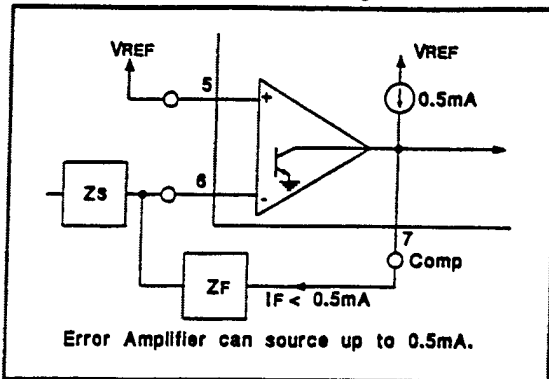 VREF
VREF
5
+
0.5mA
ZS
6
-
7
Comp
ZF
IF < 0.5mA
Error Amplifier can source up to 0.5mA.